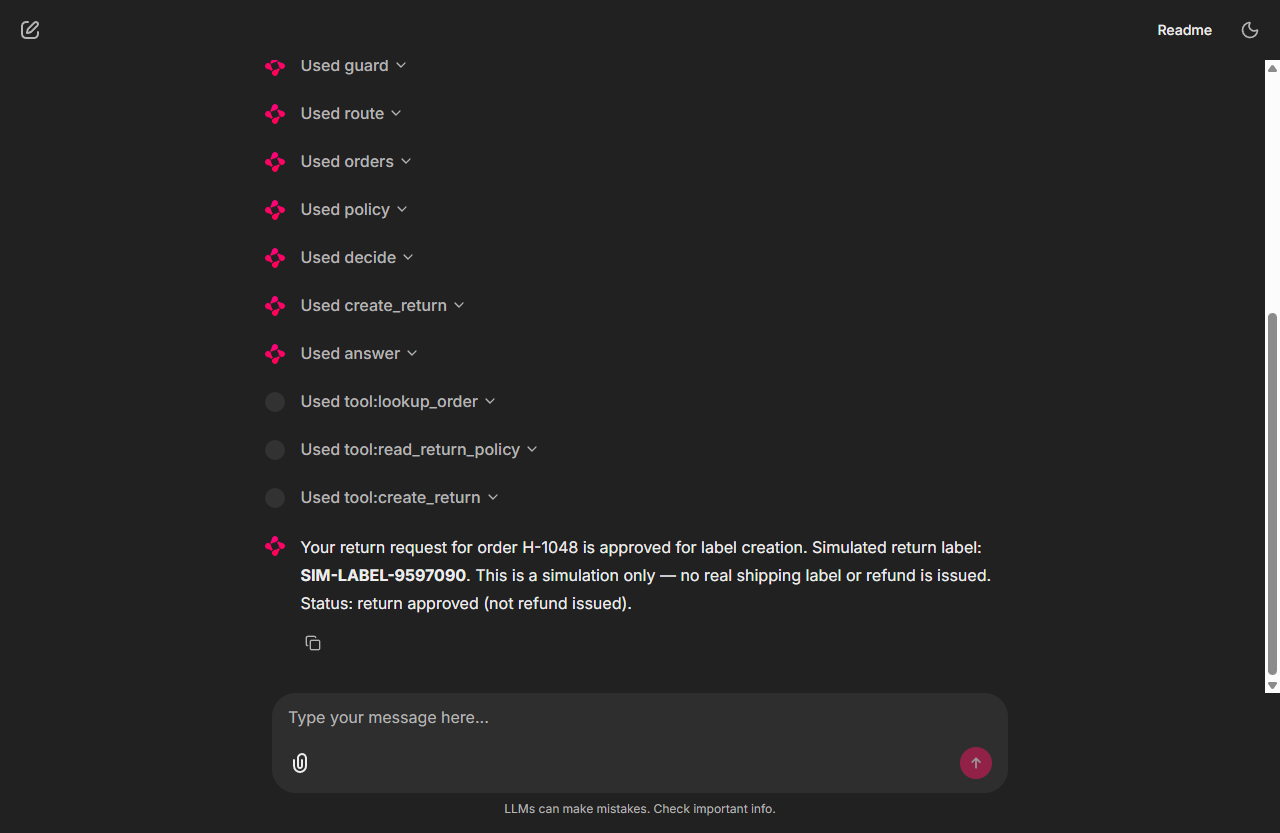 Readme
Used guard
Used route
Used orders
Used policy
Used decide
Used create_return
Used answer
Used tool:lookup_order
Used tool:read_return_policy
Used tool:create_return
Your return request for order H-1048 is approved for label creation. Simulated return label:
SIM-LABEL-9597090. This is a simulation only — no real shipping label or refund is issued.
Status: return approved (not refund issued).
Type your message here...
LLMs can make mistakes. Check important info.